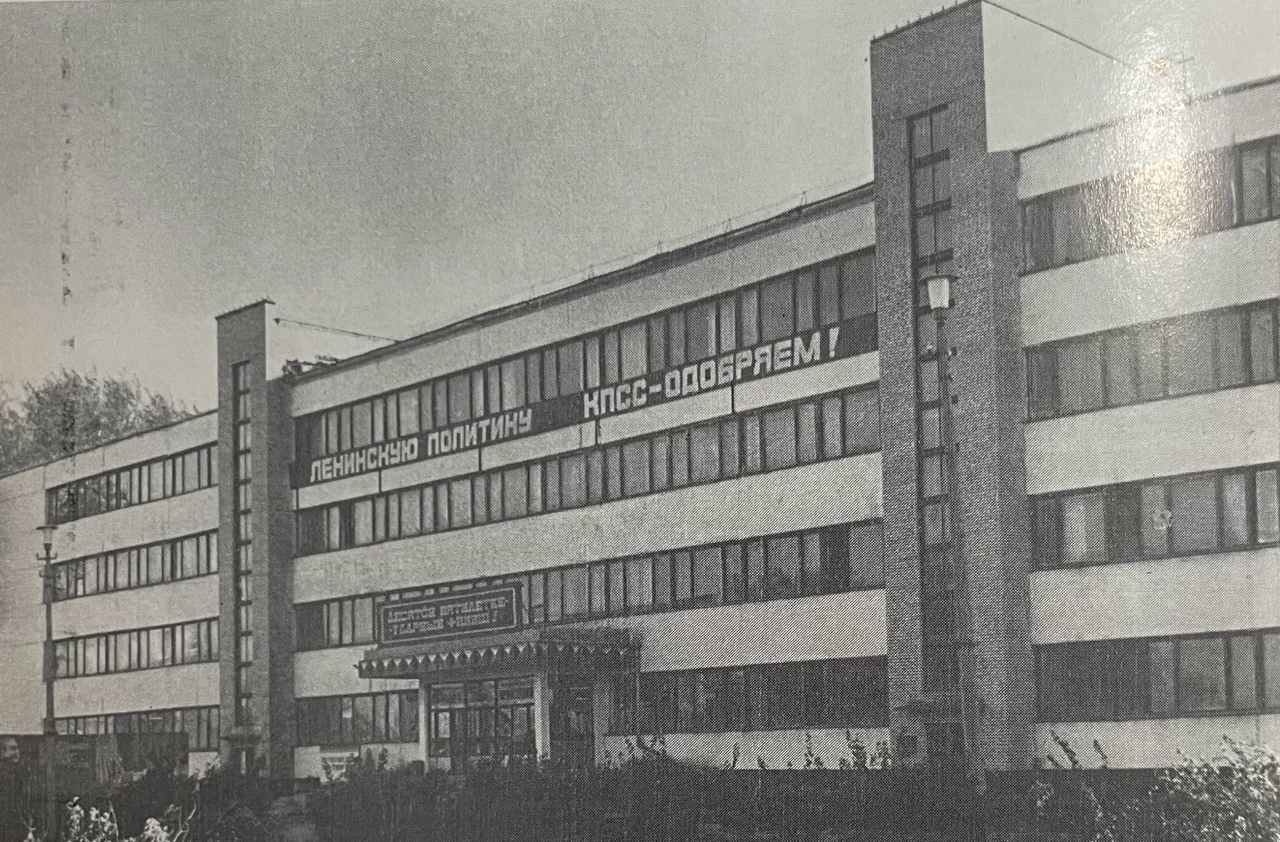 ЛЕНИНСКУЮ ПОЛИТИКУ КПСС-ОДОБРЯЕМ!
ДЕСЯТОЙ ПЯТИЛЕТКЕ
УДАРНЫЙ ФИНИШ!